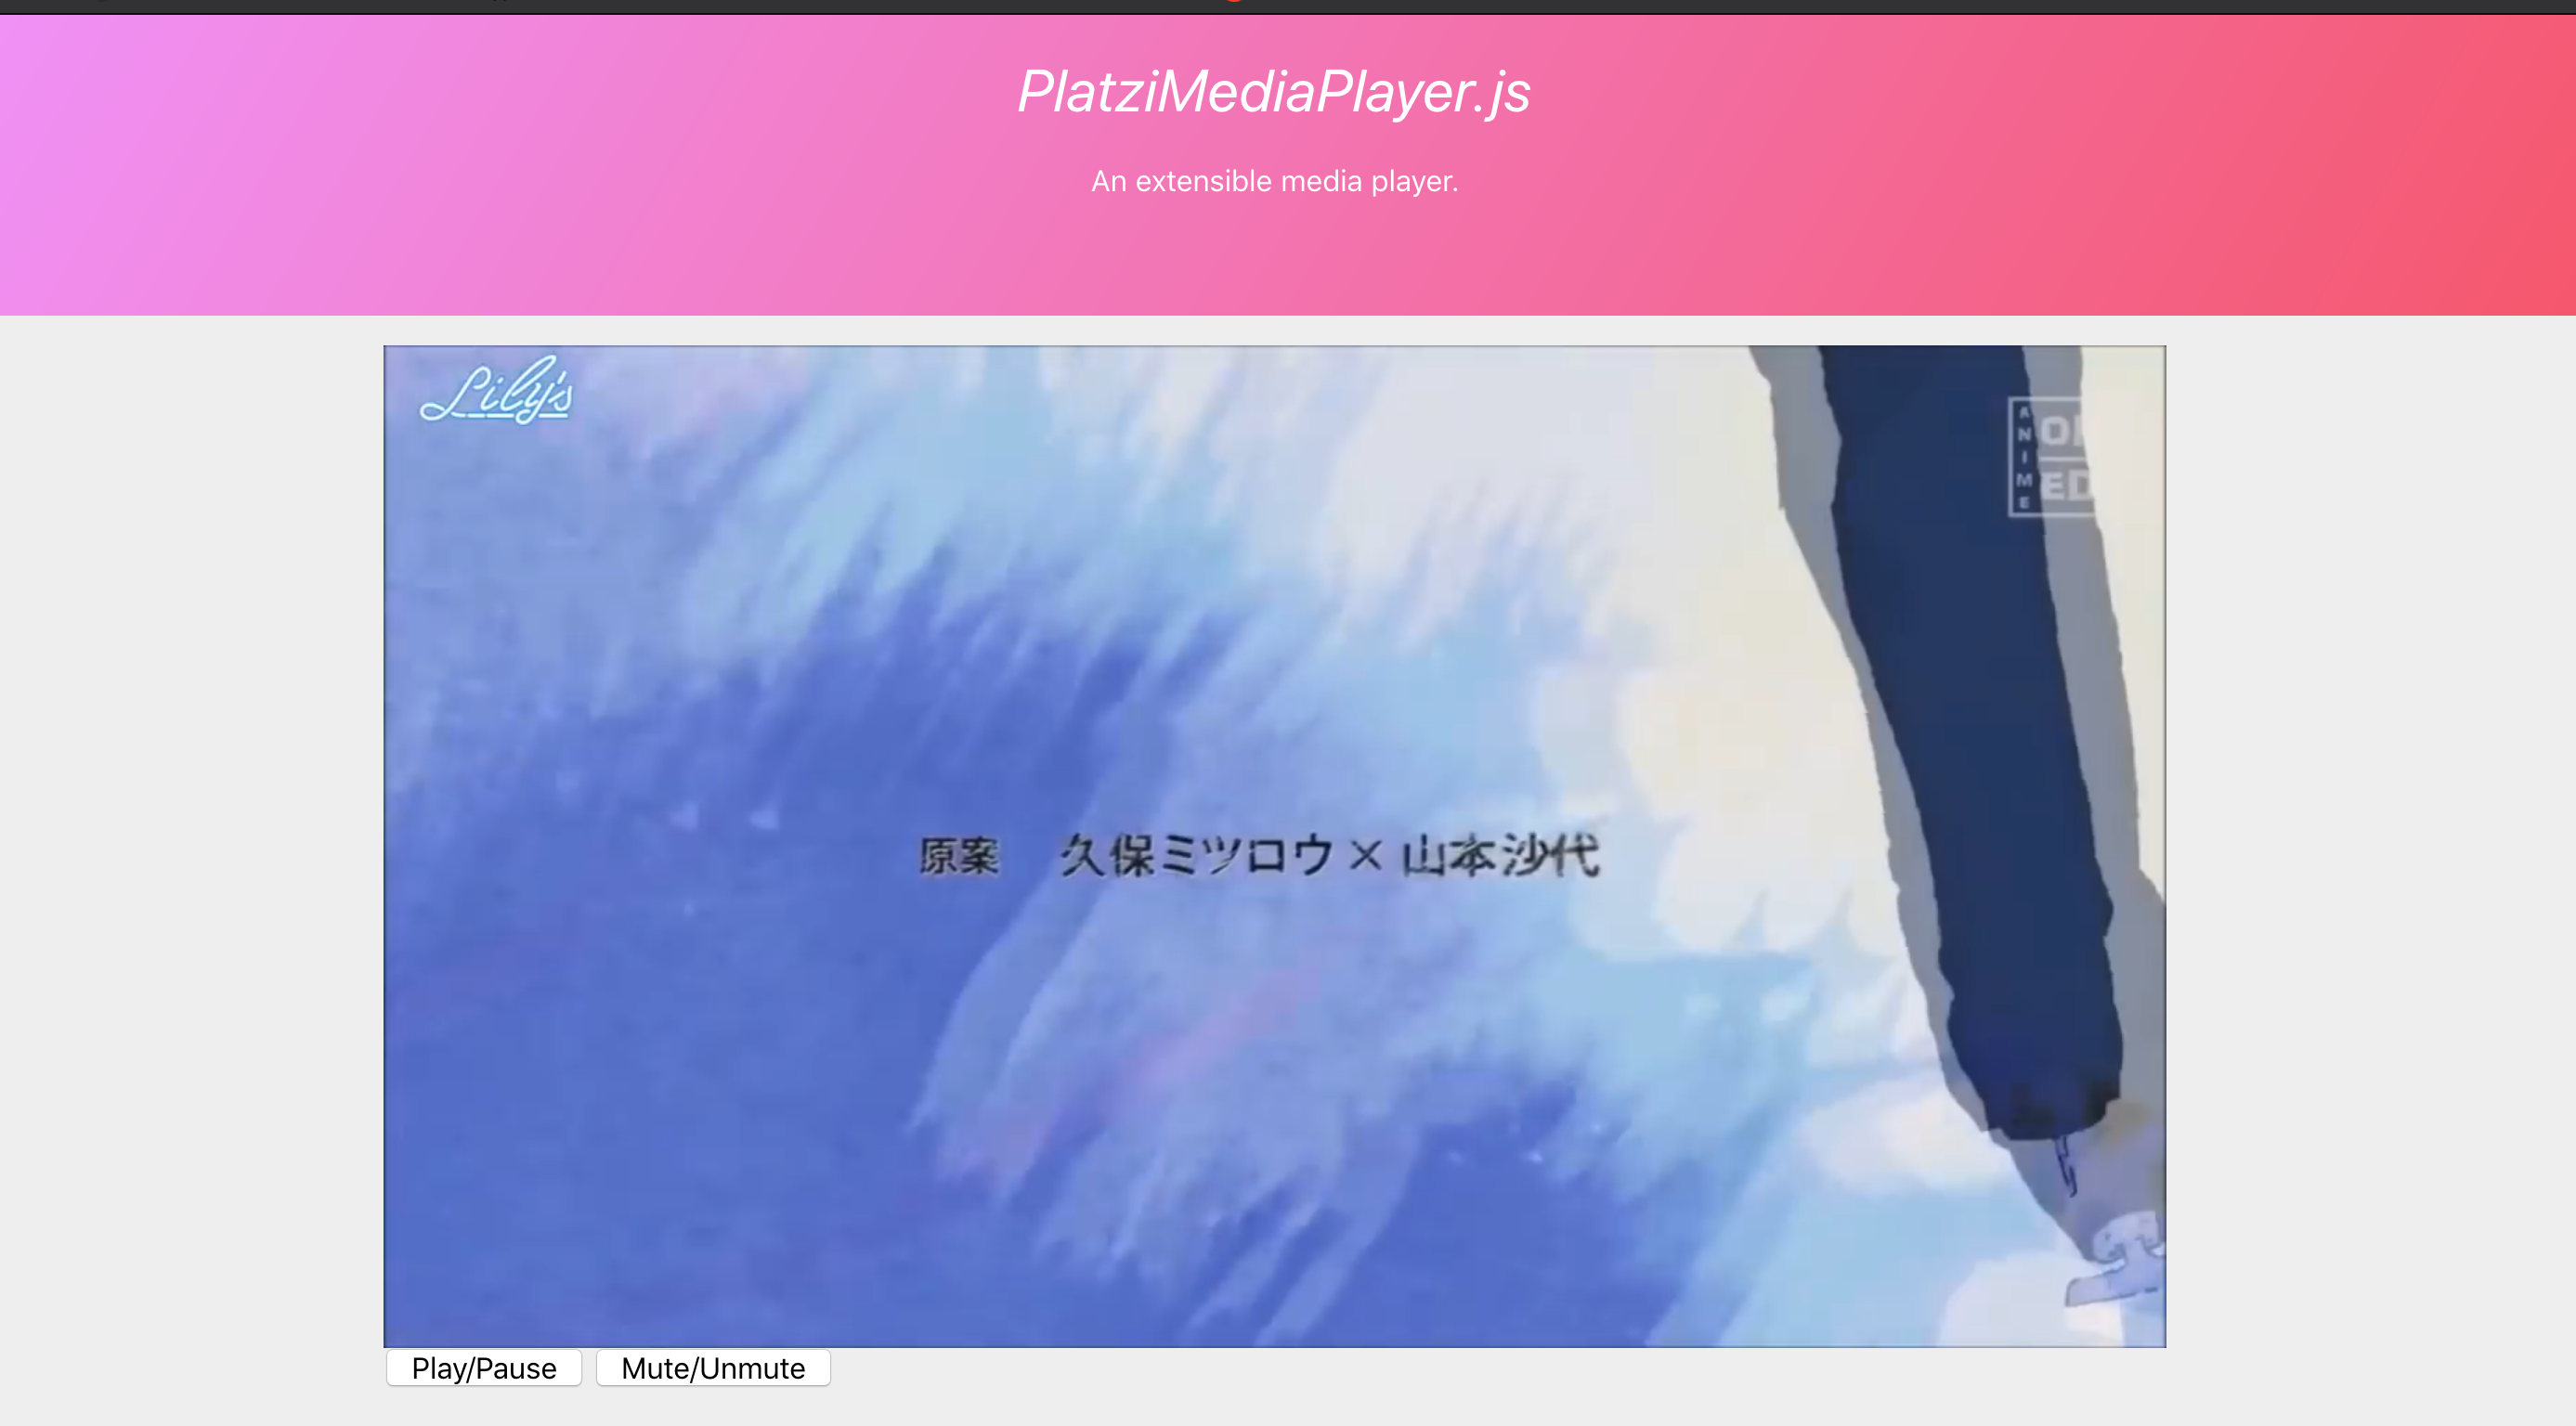 PlatziMediaPlayer.js
An extensible media player.
Lily's
ANIME
ED
原案 久保ミツロウ × 山本沙代
Play/Pause
Mute/Unmute